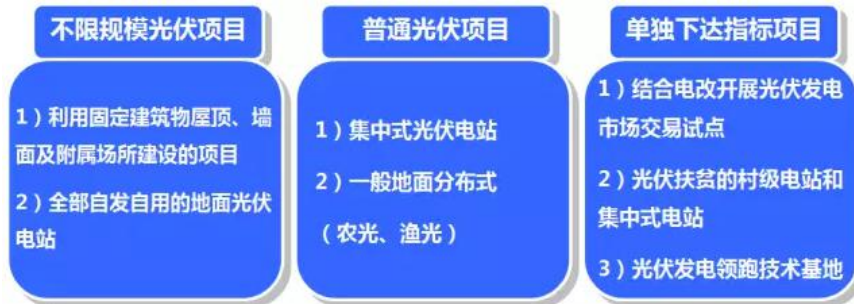 不限规模光伏项目
1）利用固定建筑物屋顶、墙
面及附属场所建设的项目
2）全部自发自用的地面光伏
电站
普通光伏项目
1）集中式光伏电站
2）一般地面分布式
（农光、渔光）
单独下达指标项目
1）结合电改开展光伏发电
市场交易试点
2）光伏扶贫的村级电站和
集中式电站
3）光伏发电领跑技术基地